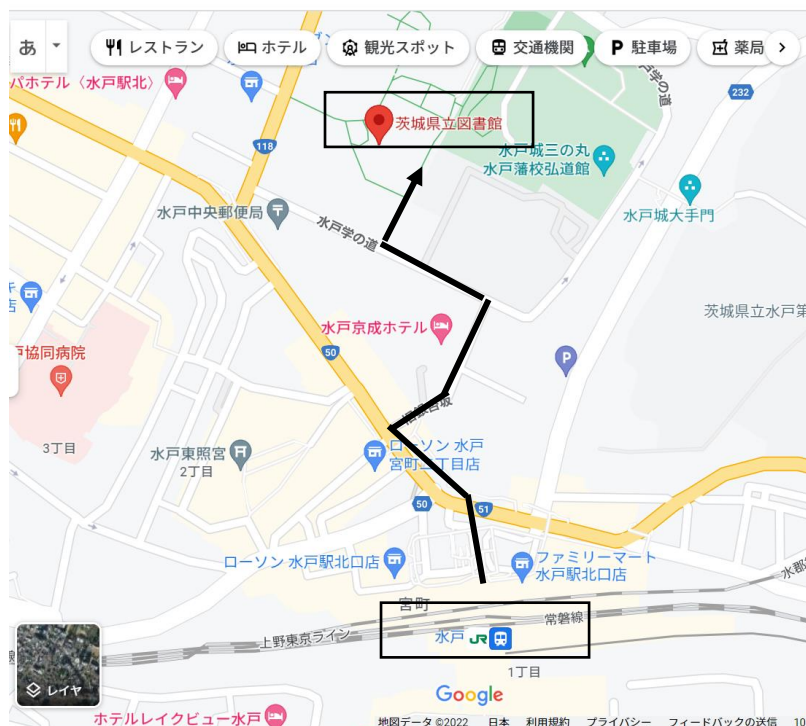 あ
レストラン
ホテル
観光スポット
交通機関
P 駐車場
薬局
パホテル〈水戸駅北〉
232
茨城県立図書館
118
水戸城三の丸
水戸藩校弘道館
水戸中央郵便局
水戸学の道
水戸城大手門
水戸京成ホテル
茨城県立水戸第
50
P
戸協同病院
3丁目
水戸東照宮
2丁目
ローソン 水戸
宮町二丁目店
50
51
ローソン 水戸駅北口店
ファミリーマート
水戸駅北口店
水郡
宮町
常磐線
上野東京ライン
水戸 JR
1丁目
レイヤ
Google
ホテルレイクビュー水戸
地図データ ©2022 日本 利用規約 プライバシー フィードバックの送信 10